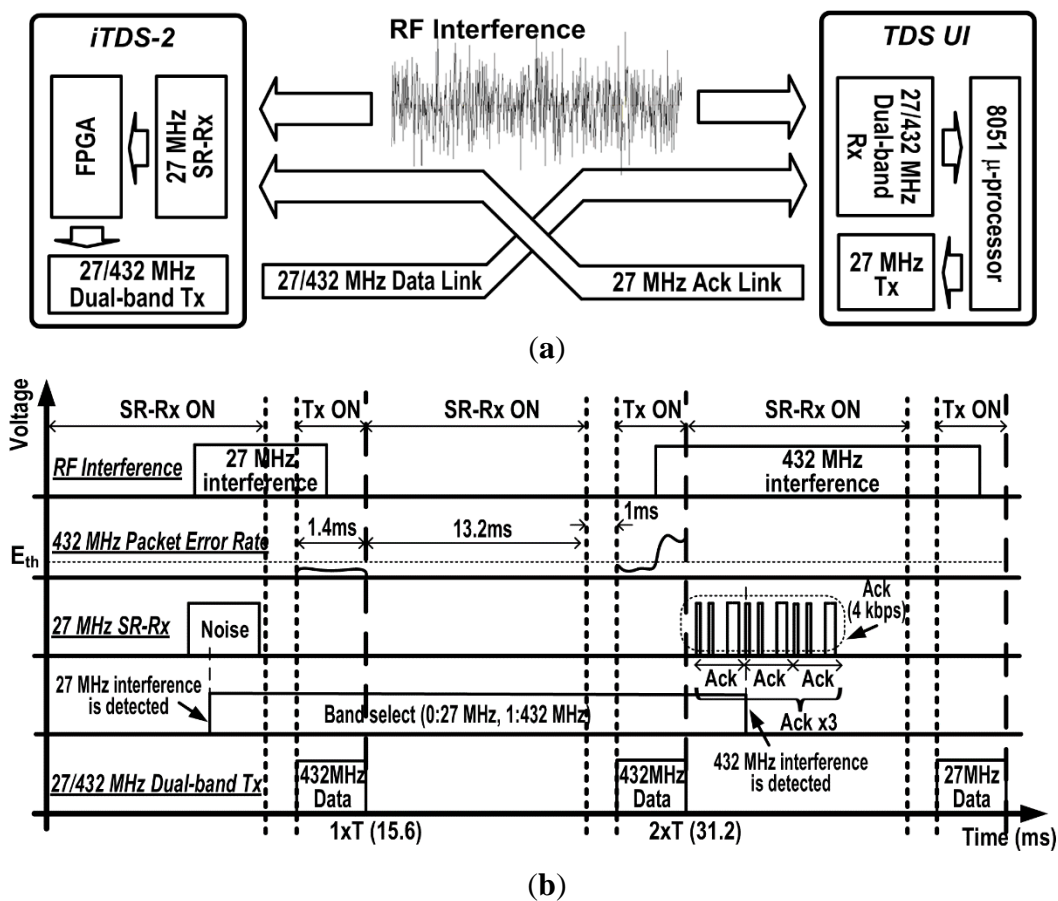 iTDS-2
FPGA
27 MHz
SR-Rx
27/432 MHz
Dual-band Tx
RF Interference
27/432 MHz Data Link
27 MHz Ack Link
TDS UI
27/432 MHz
Dual-band
Rx
8051 μ-processor
27 MHz
Tx
(a)
Voltage
SR-Rx ON
Tx ON
SR-Rx ON
Tx ON
SR-Rx ON
Tx ON
RF Interference
27 MHz
interference
432 MHz
interference
432 MHz Packet Error Rate
Eth
1.4ms
13.2ms
1ms
27 MHz SR-Rx
Noise
Ack
(4 kbps)
Ack
Ack
Ack
Ack x3
27 MHz interference
is detected
Band select (0:27 MHz, 1:432 MHz)
432 MHz interference
is detected
27/432 MHz Dual-band Tx
432MHz
Data
432MHz
Data
27MHz
Data
1xT (15.6)
2xT (31.2)
Time (ms)
(b)